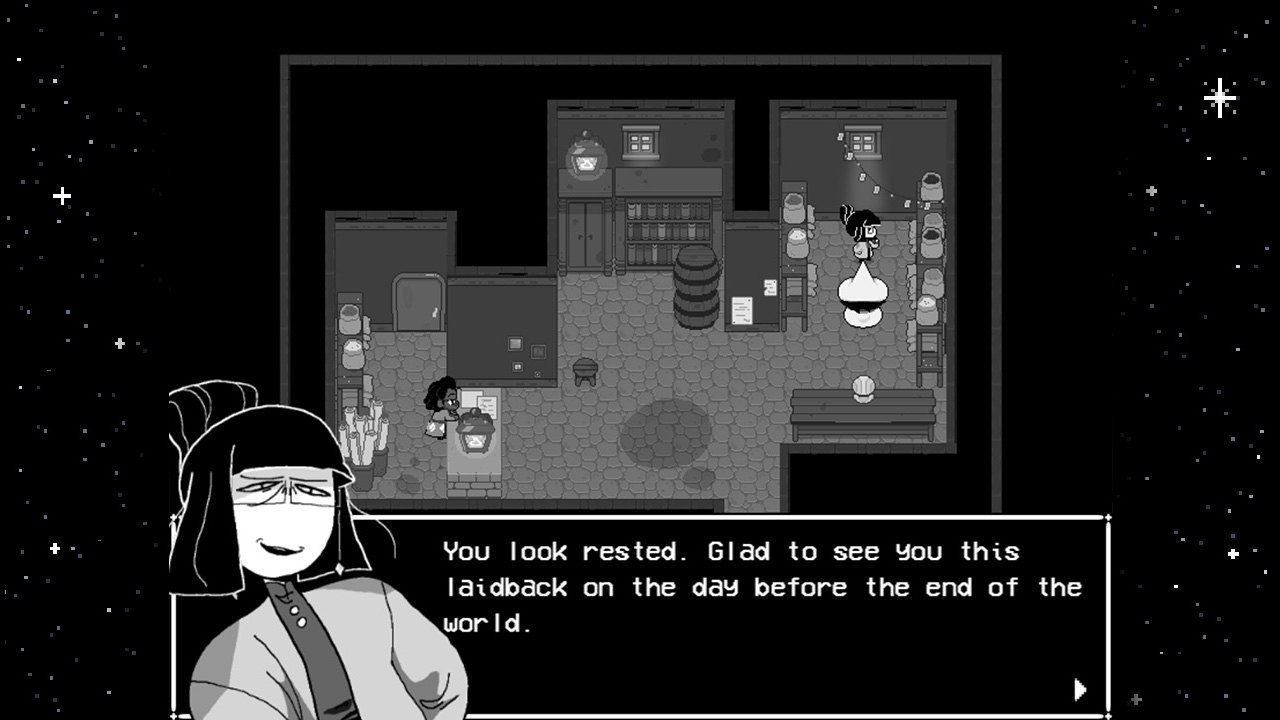 You look rested. Glad to see you this
laidback on the day before the end of the
world.